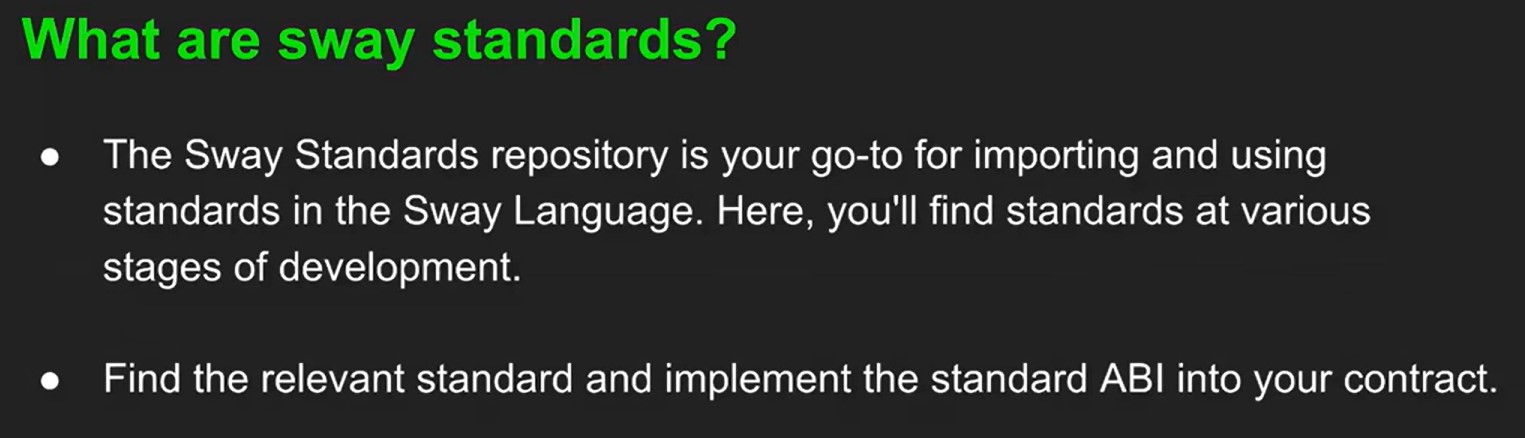 What are sway standards?
● The Sway Standards repository is your go-to for importing and using
standards in the Sway Language. Here, you'll find standards at various
stages of development.
● Find the relevant standard and implement the standard ABI into your contract.